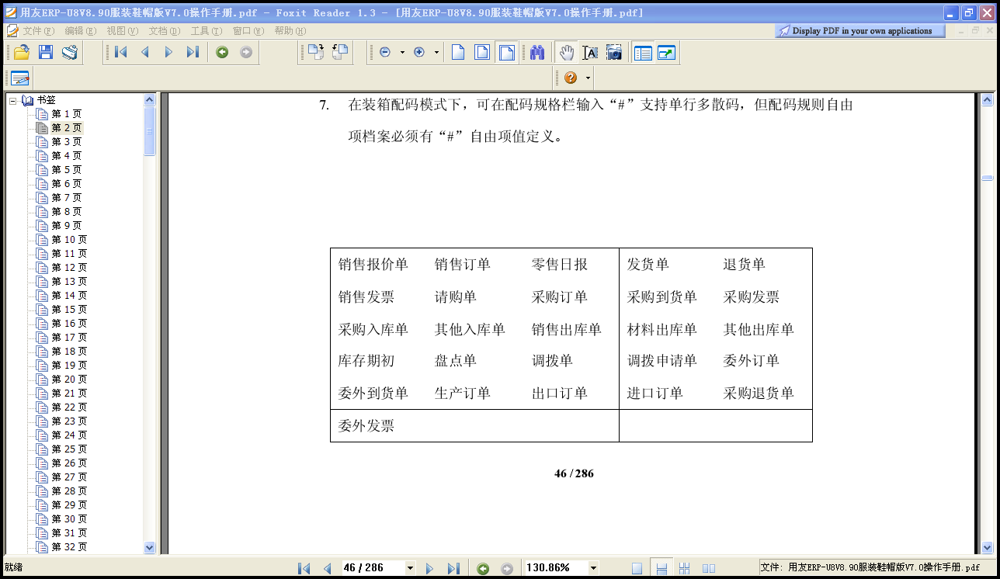 用友ERP-U8V8.90服装鞋帽版V7.0操作手册.pdf - Foxit Reader 1.3 - [用友ERP-U8V8.90服装鞋帽版V7.0操作手册.pdf]
文件(F) 编辑(E) 视图(V) 文档(D) 工具(T) 窗口(W) 帮助(H)
Display PDF in your own applications
书签
第 1 页
第 2 页
第 3 页
第 4 页
第 5 页
第 6 页
第 7 页
第 8 页
第 9 页
第 10 页
第 11 页
第 12 页
第 13 页
第 14 页
第 15 页
第 16 页
第 17 页
第 18 页
第 19 页
第 20 页
第 21 页
第 22 页
第 23 页
第 24 页
第 25 页
第 26 页
第 27 页
第 28 页
第 29 页
第 30 页
第 31 页
第 32 页
7. 在装箱配码模式下，可在配码规格栏输入“#”支持单行多散码，但配码规则自由
项档案必须有“#”自由项值定义。
销售报价单 销售订单 零售日报 发货单 退货单
销售发票 请购单 采购订单 采购到货单 采购发票
采购入库单 其他入库单 销售出库单 材料出库单 其他出库单
库存期初 盘点单 调拨单 调拨申请单 委外订单
委外到货单 生产订单 出口订单 进口订单 采购退货单
委外发票
46 / 286
就绪
46 / 286
130.86%
文件: 用友ERP-U8V8.90服装鞋帽版V7.0操作手册.pdf